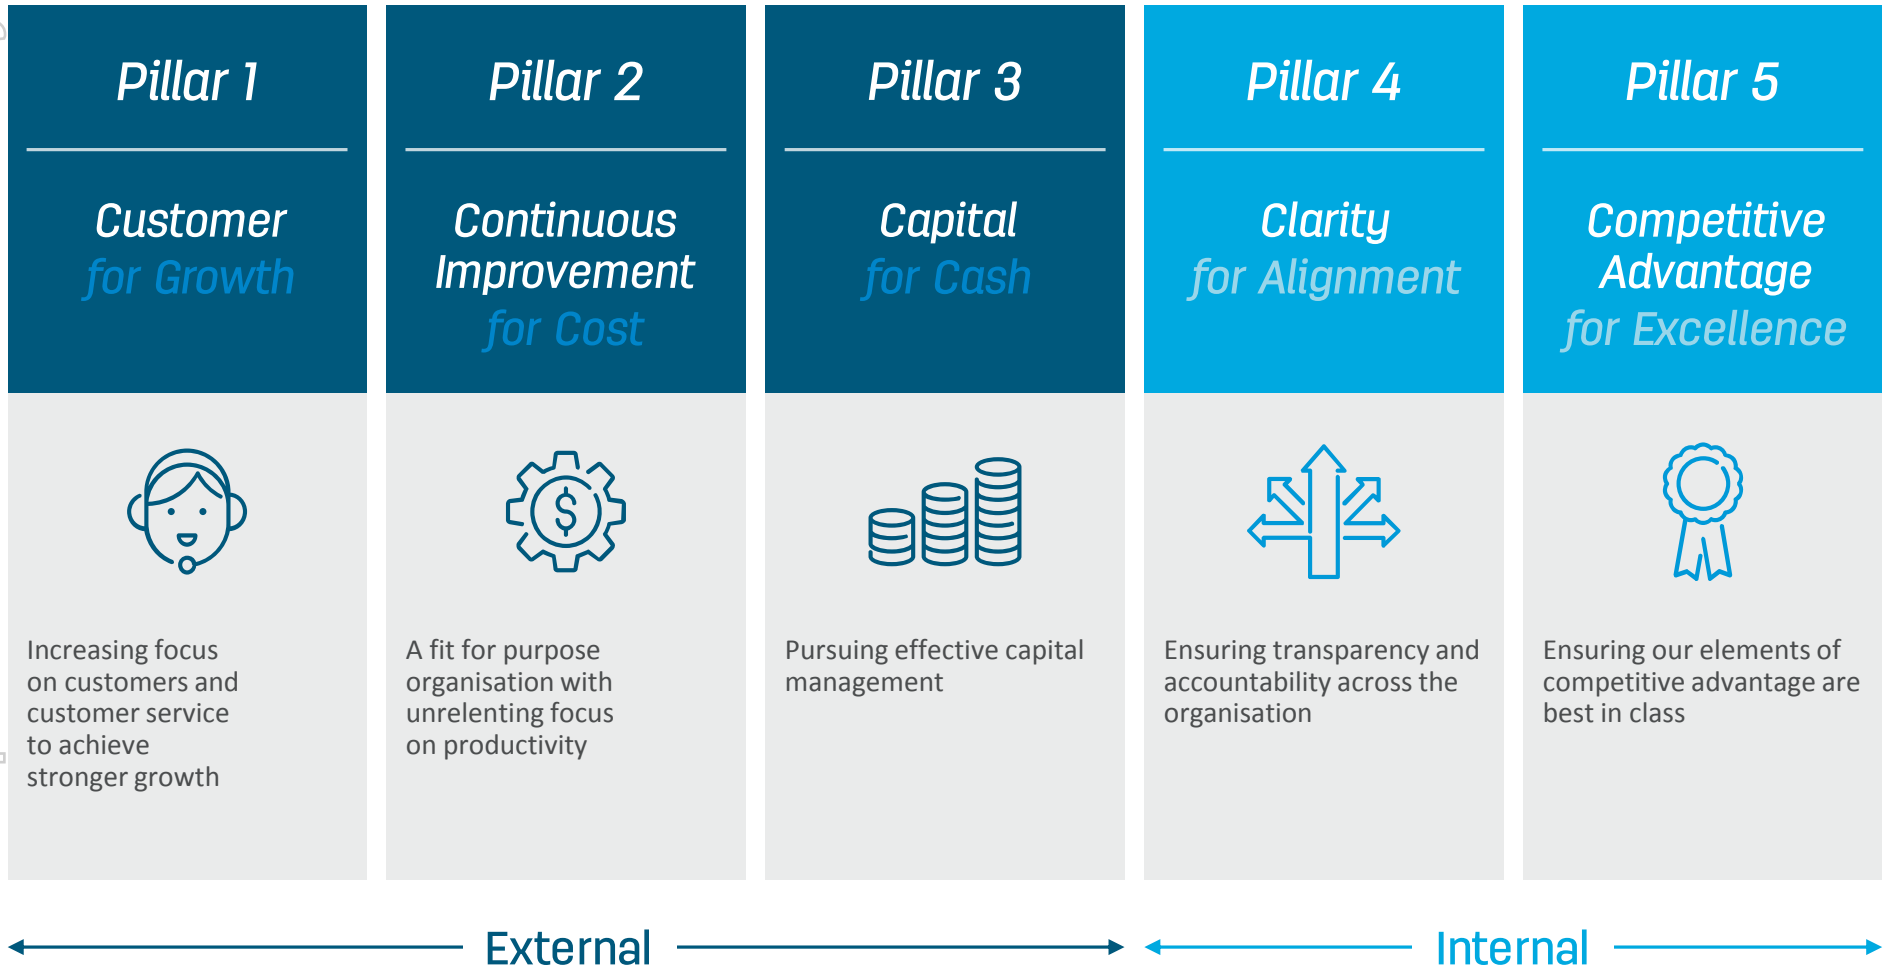 Pillar 1
Customer
for Growth
Increasing focus
on customers and
customer service
to achieve
stronger growth
Pillar 2
Continuous
Improvement
for Cost
$
A fit for purpose
organisation with
unrelenting focus
on productivity
Pillar 3
Capital
for Cash
Pursuing effective capital
management
Pillar 4
Clarity
for Alignment
Ensuring transparency and
accountability across the
organisation
Pillar 5
Competitive
Advantage
for Excellence
Ensuring our elements of
competitive advantage are
best in class
External
Internal